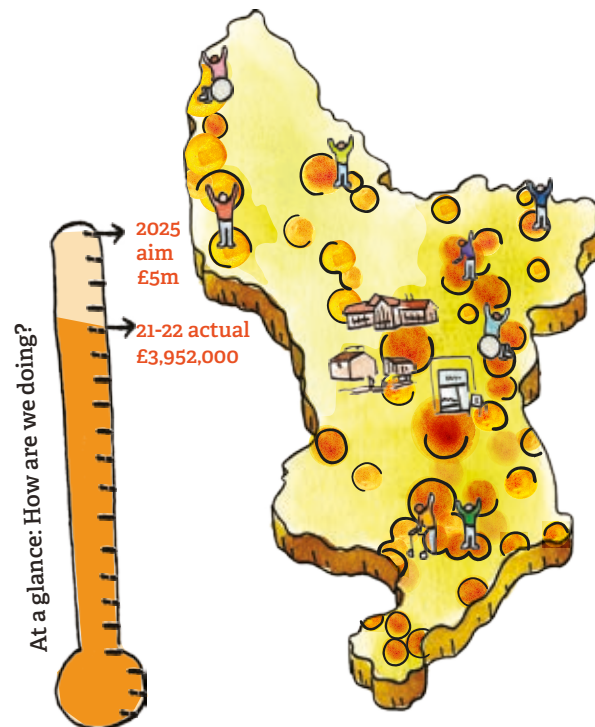 At a glance: How are we doing?
2025
aim
£5m
21-22 actual
£3,952,000